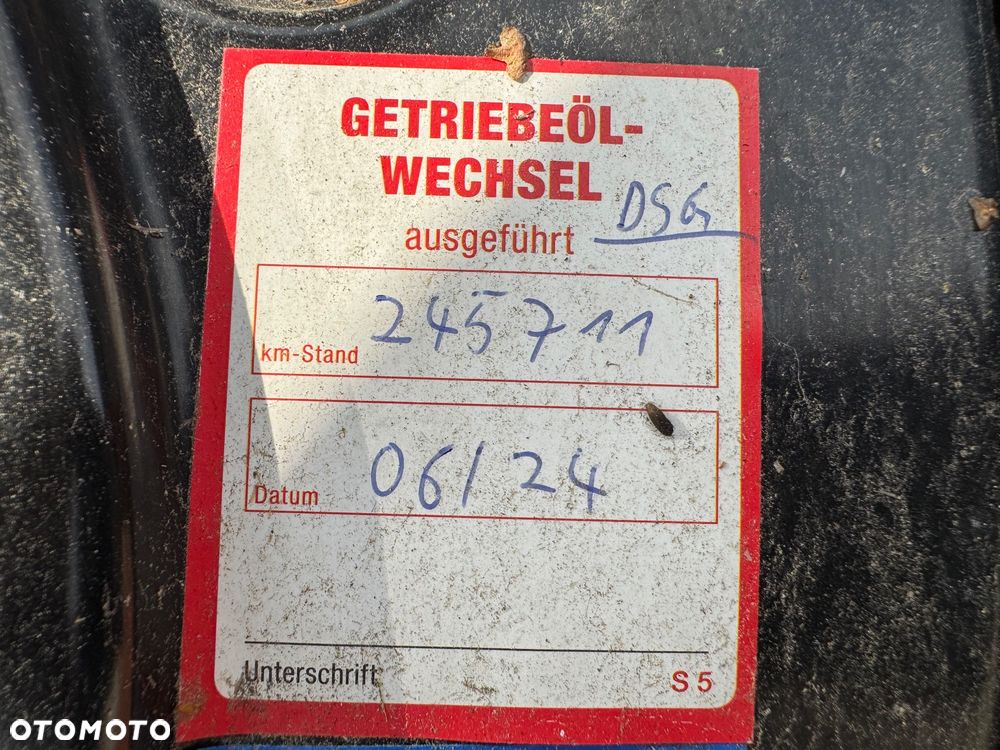 GETRIEBEÖL-
WECHSEL
DSG
ausgeführt
km-Stand 245711
Datum 06/24
Unterschrift
S 5
OTOMOTO